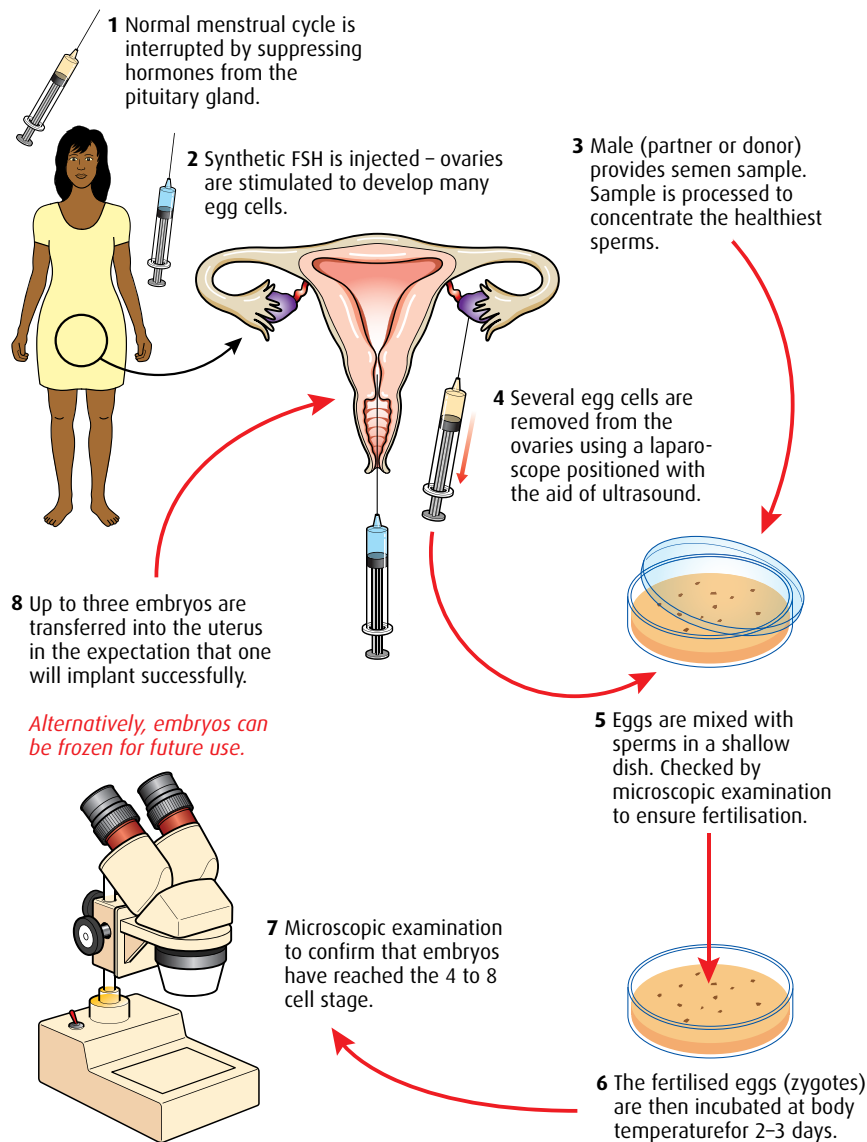 1 Normal menstrual cycle is
interrupted by suppressing
hormones from the
pituitary gland.
2 Synthetic FSH is injected – ovaries
are stimulated to develop many
egg cells.
3 Male (partner or donor)
provides semen sample.
Sample is processed to
concentrate the healthiest
sperms.
4 Several egg cells are
removed from the
ovaries using a laparo-
scope positioned with
the aid of ultrasound.
5 Eggs are mixed with
sperms in a shallow
dish. Checked by
microscopic examination
to ensure fertilisation.
6 The fertilised eggs (zygotes)
are then incubated at body
temperaturefor 2–3 days.
7 Microscopic examination
to confirm that embryos
have reached the 4 to 8
cell stage.
8 Up to three embryos are
transferred into the uterus
in the expectation that one
will implant successfully.
Alternatively, embryos can
be frozen for future use.